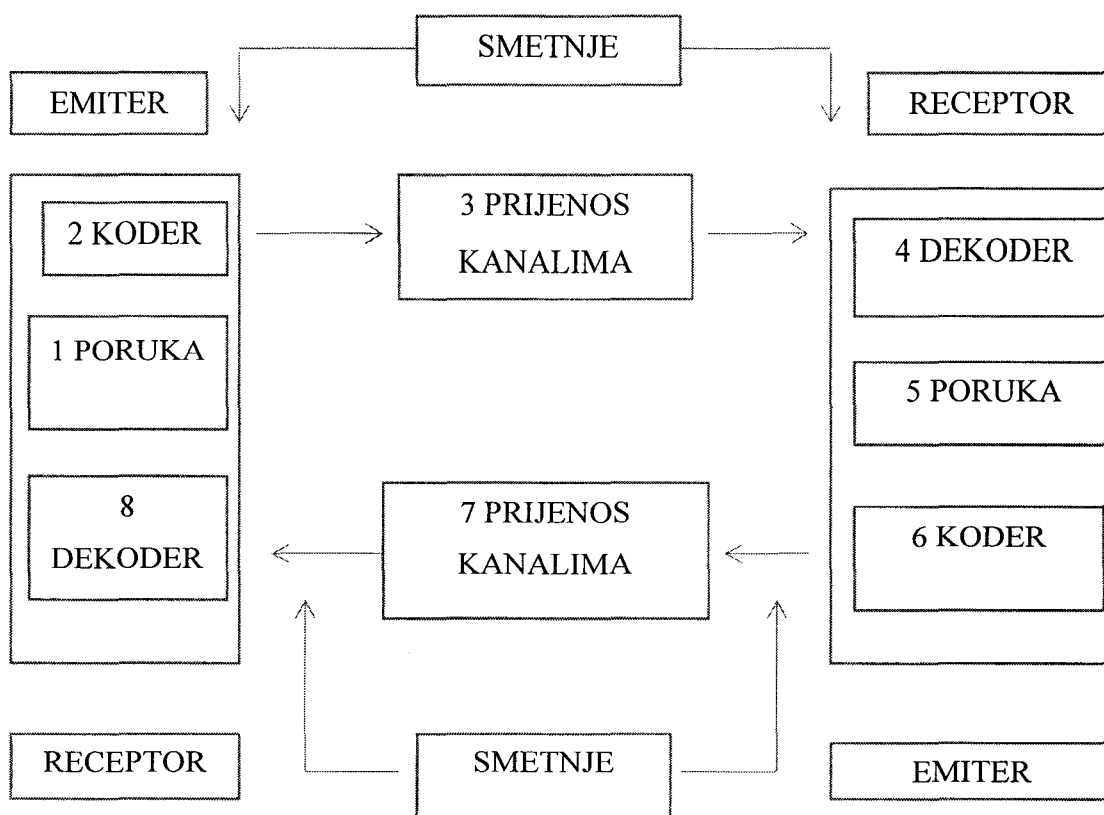 SMETNJE
EMITER
RECEPTOR
2 KODER
3 PRIJENOS
KANALIMA
4 DEKODER
1 PORUKA
5 PORUKA
8
DEKODER
7 PRIJENOS
KANALIMA
6 KODER
RECEPTOR
SMETNJE
EMITER